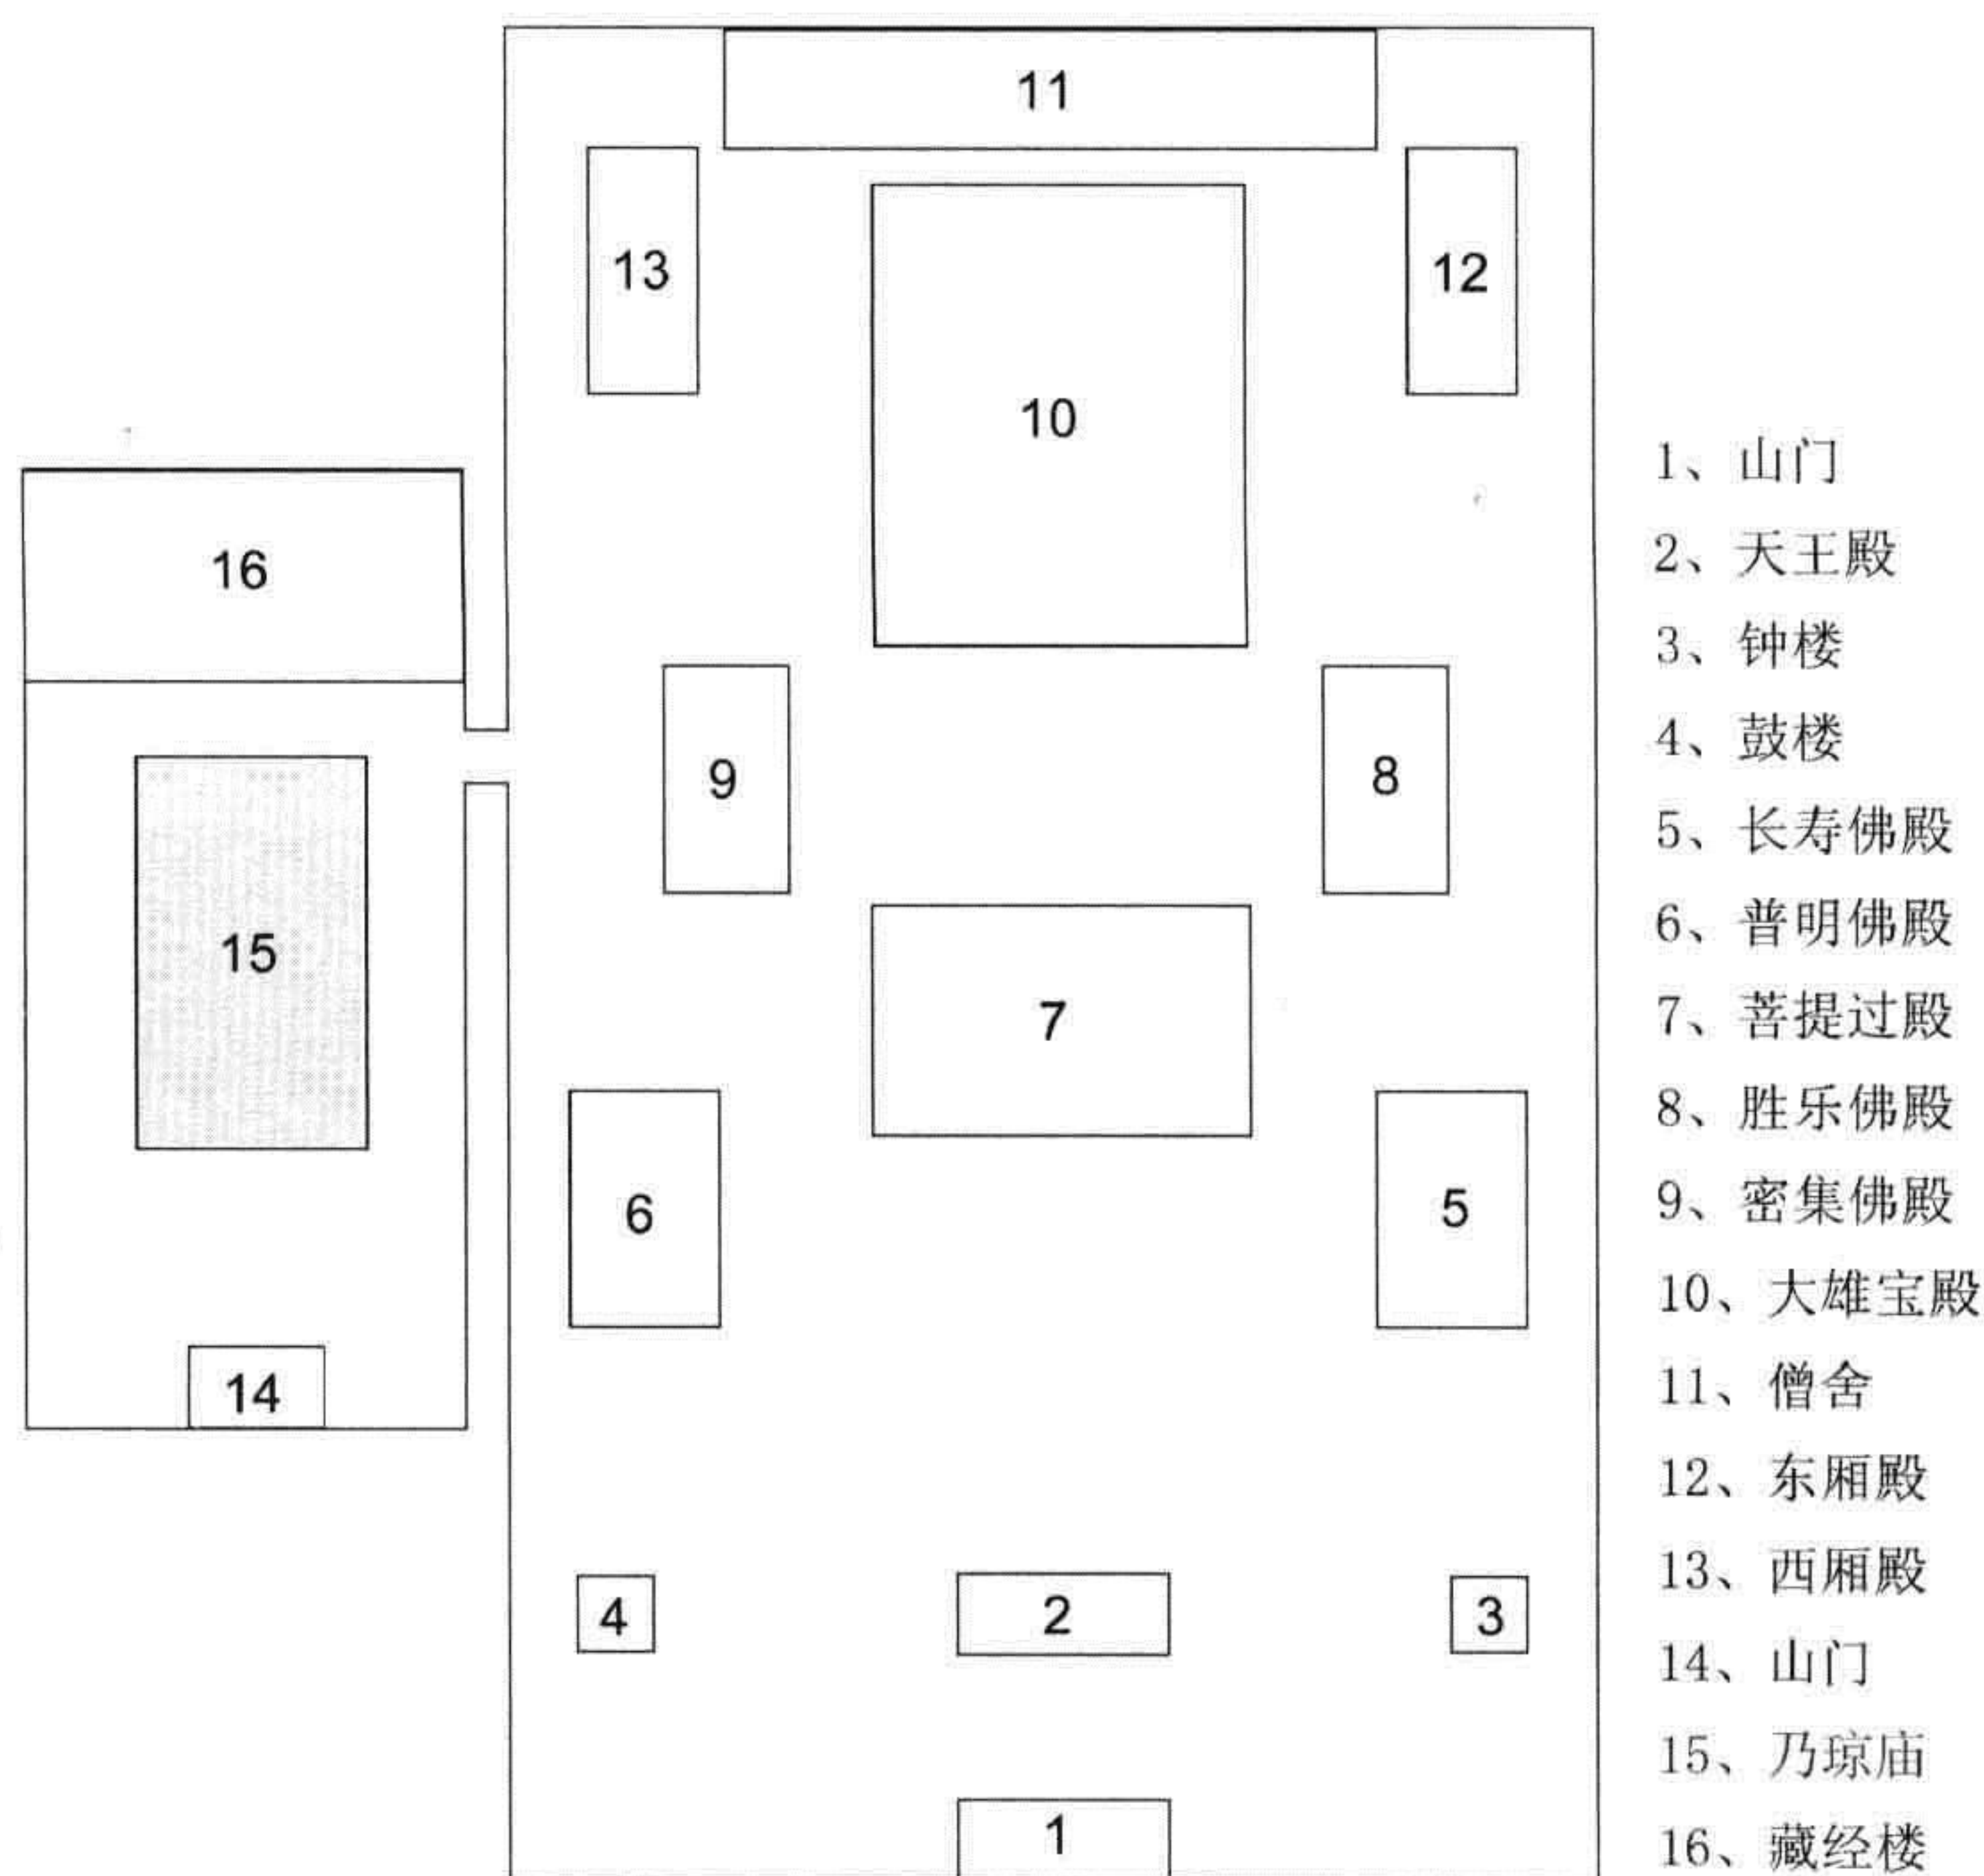 11
13
12
10
16
9
8
15
7
6
5
14
4
2
3
1
1、山门
2、天王殿
3、钟楼
4、鼓楼
5、长寿佛殿
6、普明佛殿
7、菩提过殿
8、胜乐佛殿
9、密集佛殿
10、大雄宝殿
11、僧舍
12、东厢殿
13、西厢殿
14、山门
15、乃琼庙
16、藏经楼